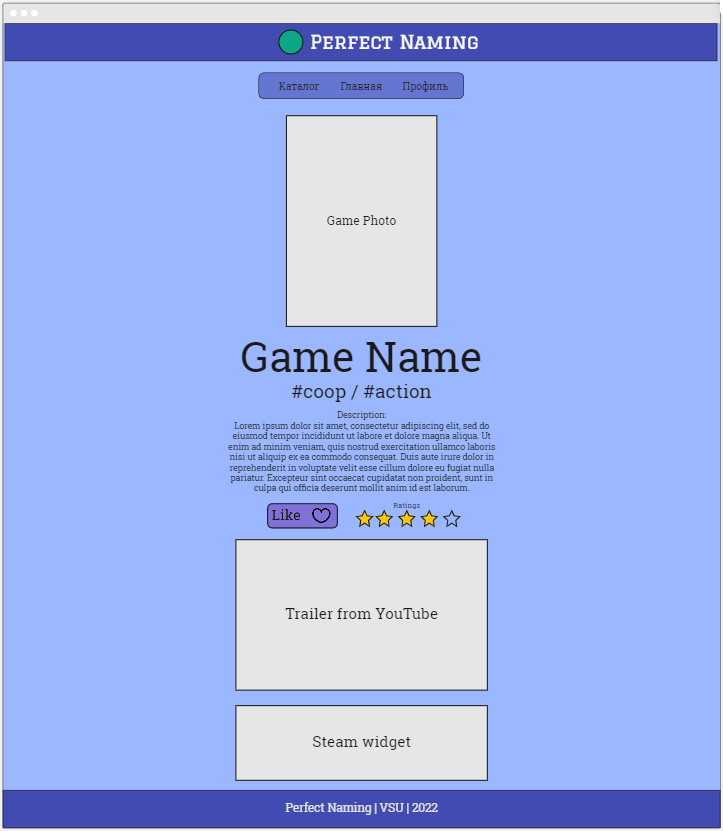 Perfect Naming
Каталог Главная Профиль
Game Photo
Game Name
#coop / #action
Description:
Lorem ipsum dolor sit amet, consectetur adipiscing elit, sed do
eiusmod tempor incididunt ut labore et dolore magna aliqua. Ut
enim ad minim veniam, quis nostrud exercitation ullamco laboris
nisi ut aliquip ex ea commodo consequat. Duis aute irure dolor in
reprehenderit in voluptate velit esse cillum dolore eu fugiat nulla
pariatur. Excepteur sint occaecat cupidatat non proident, sunt in
culpa qui officia deserunt mollit anim id est laborum.
Ratings
Like
Trailer from YouTube
Steam widget
Perfect Naming | VSU | 2022